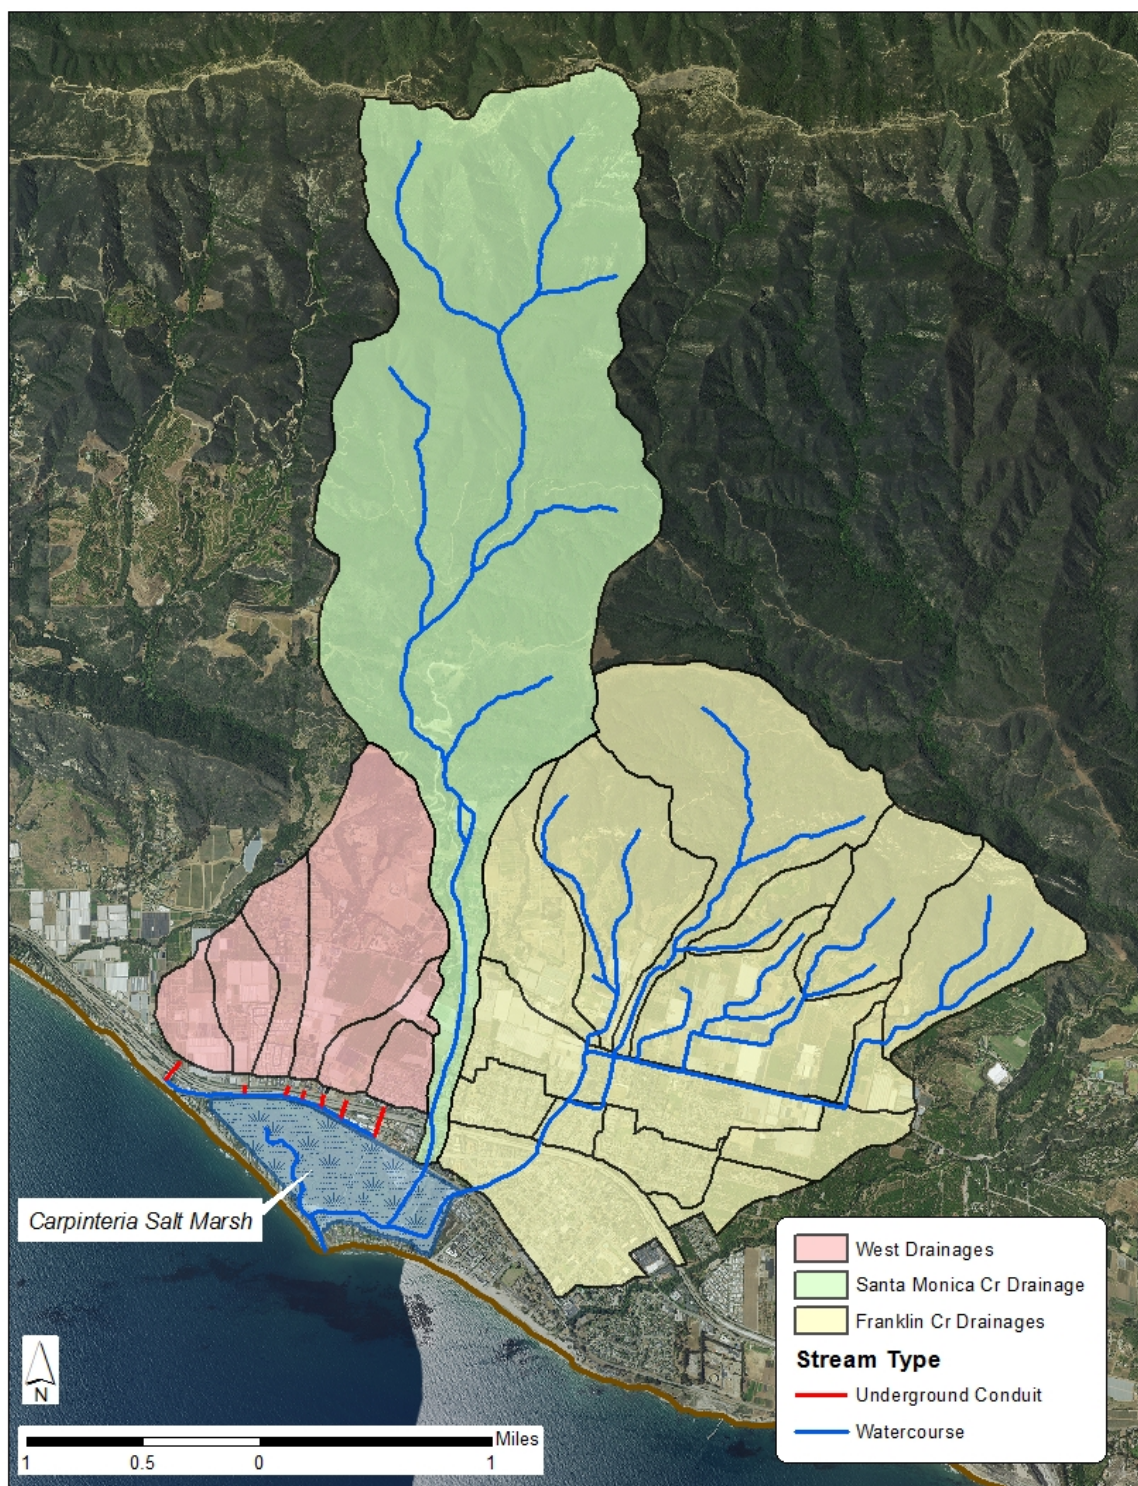 Carpinteria Salt Marsh
West Drainages
Santa Monica Cr Drainage
Franklin Cr Drainages
Stream Type
Underground Conduit
Watercourse
N
Miles
1 0.5 0 1